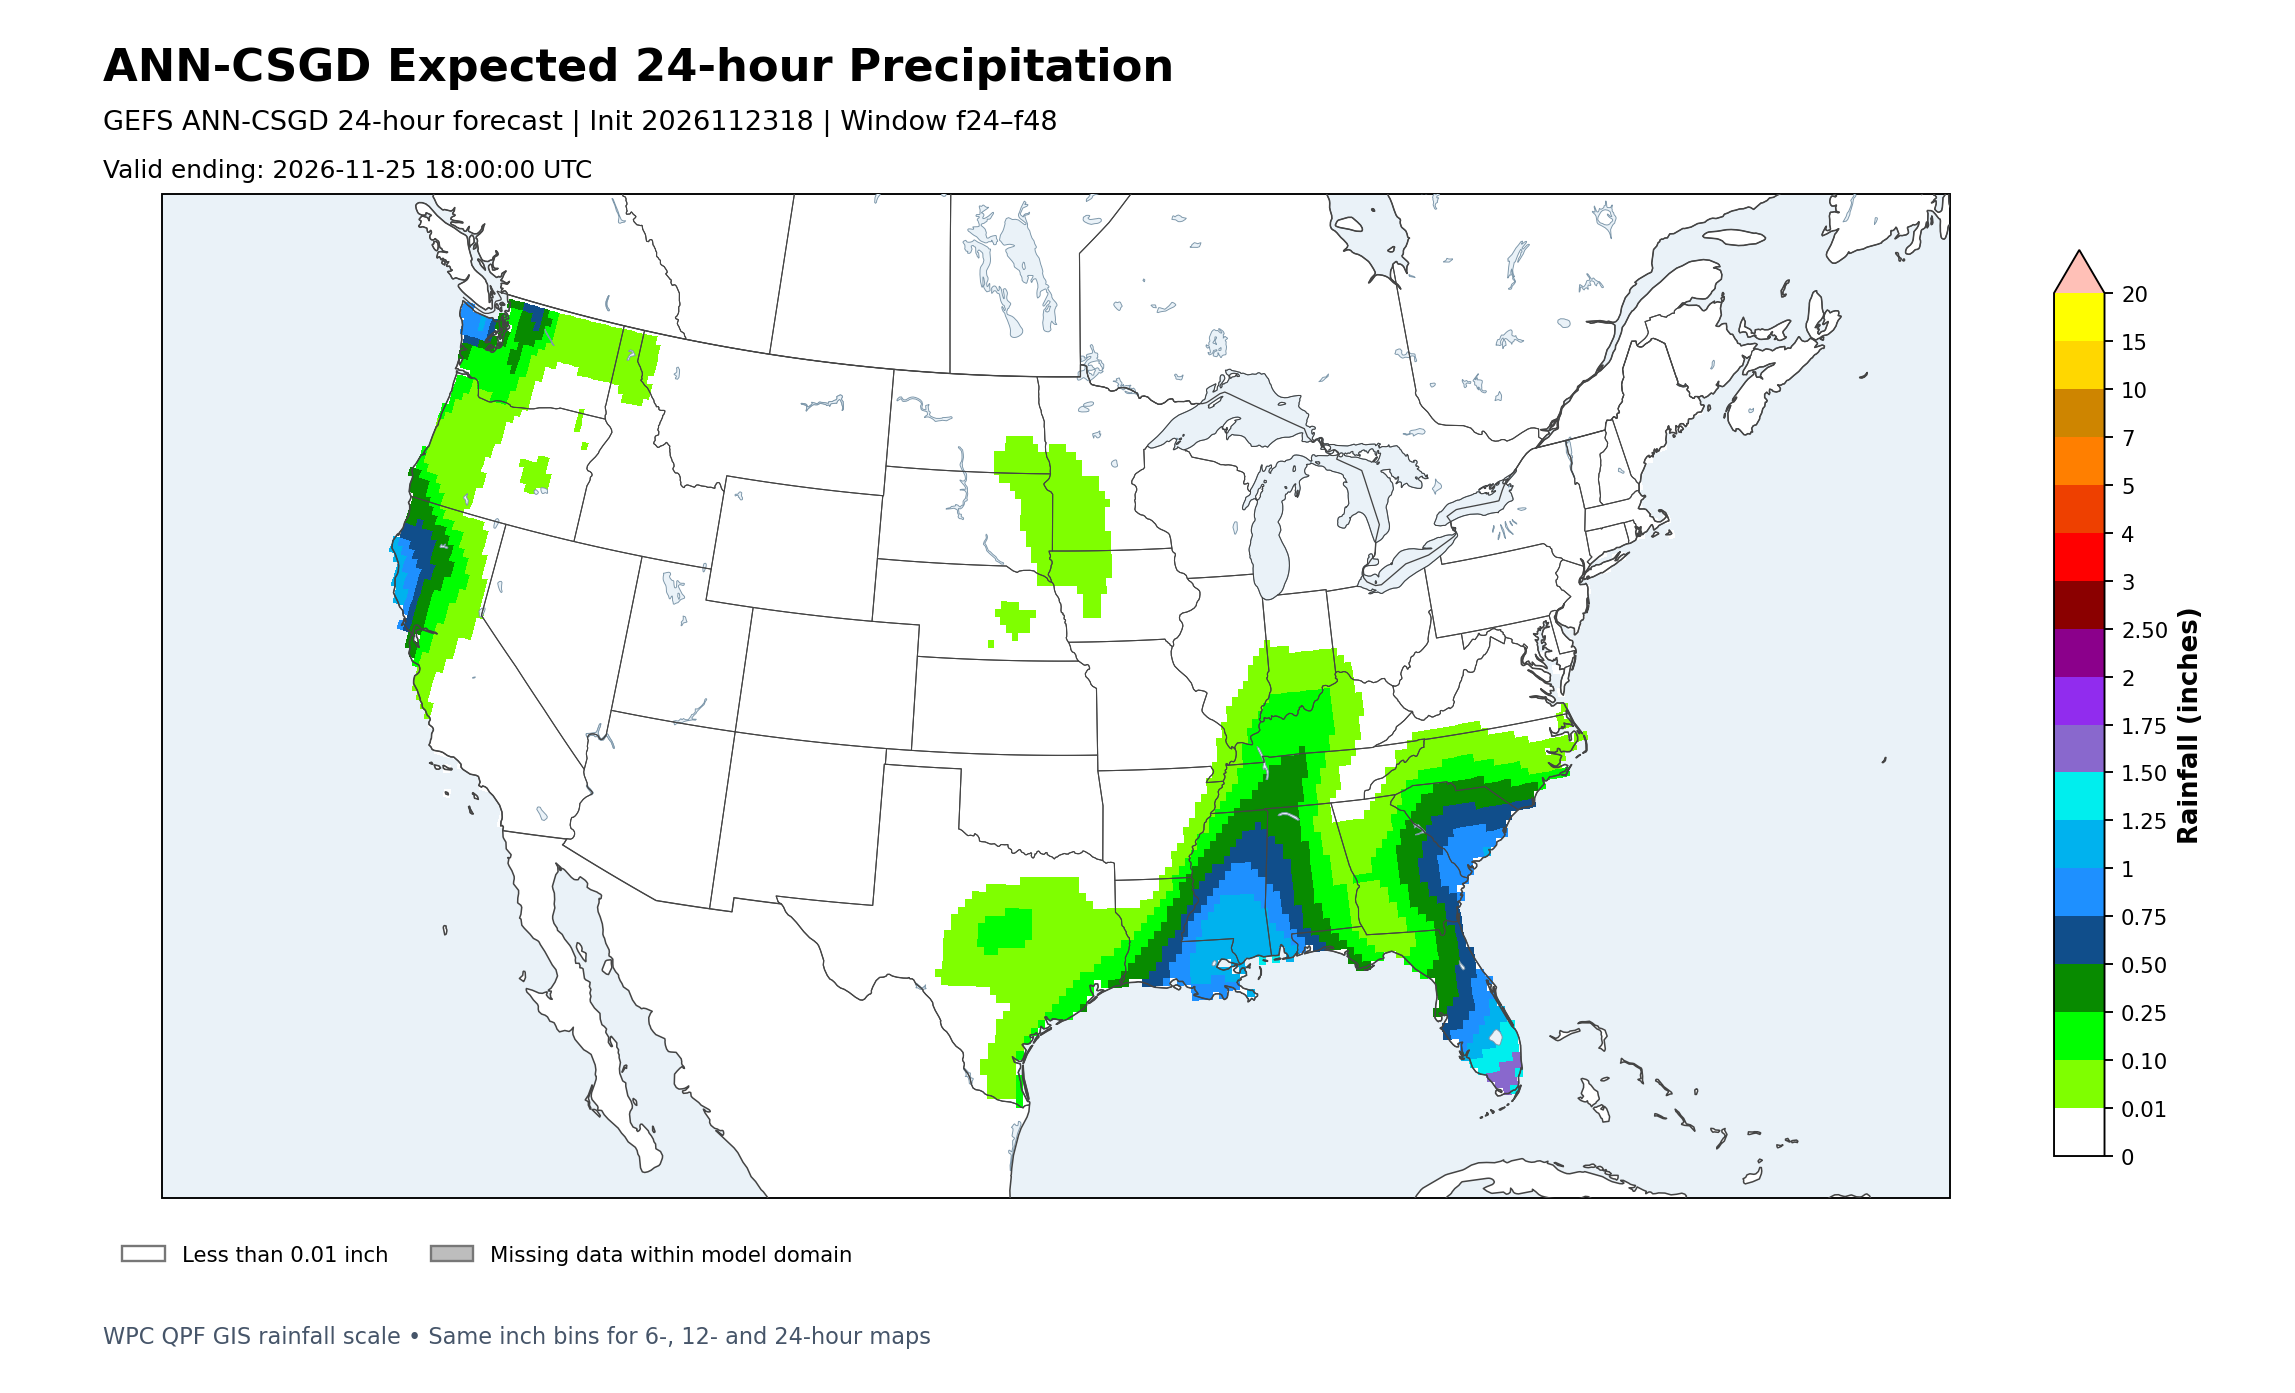 ANN-CSGD Expected 24-hour Precipitation
GEFS ANN-CSGD 24-hour forecast | Init 2026112318 | Window f24–f48
Valid ending: 2026-11-25 18:00:00 UTC
20
15
10
7
5
4
3
2.50
2
1.75
1.50
1.25
1
0.75
0.50
0.25
0.10
0.01
0
Rainfall (inches)
Less than 0.01 inch
Missing data within model domain
WPC QPF GIS rainfall scale • Same inch bins for 6-, 12- and 24-hour maps